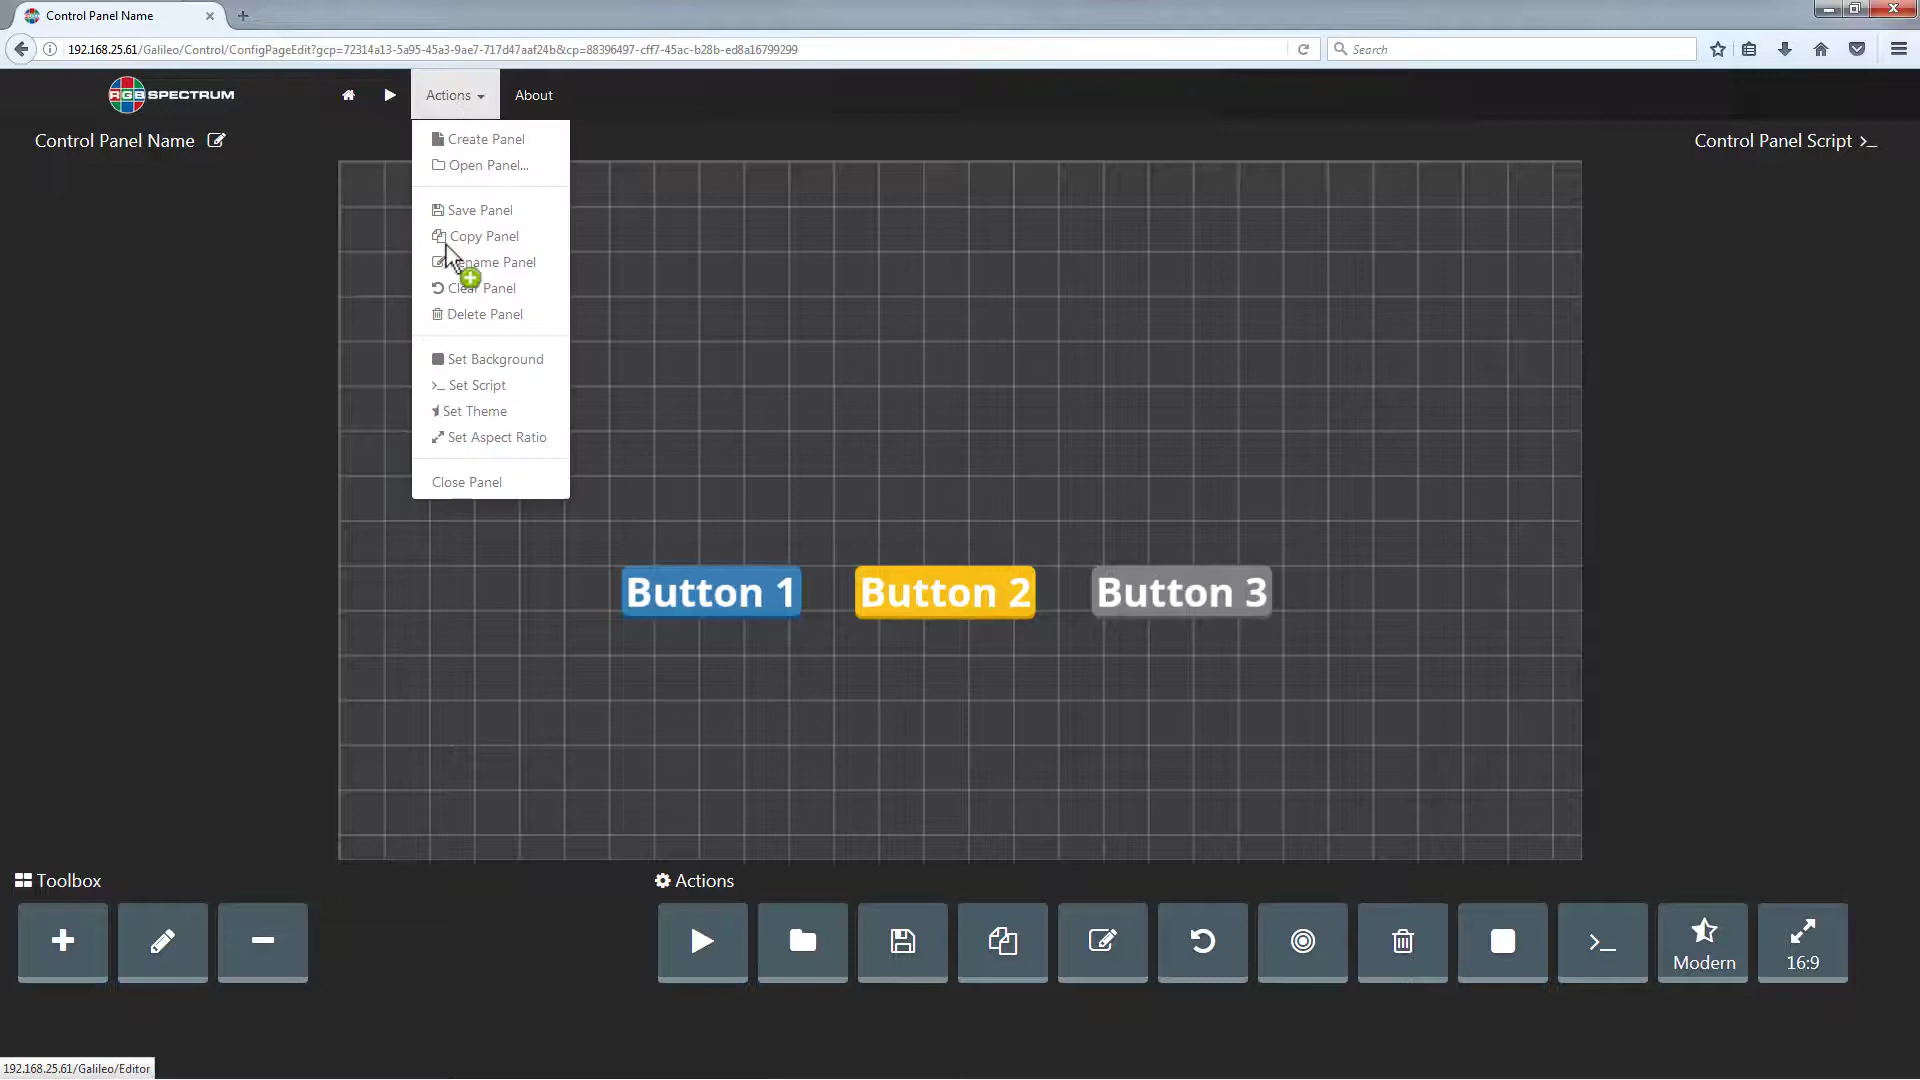 Control Panel Name
192.168.25.61/Galileo/Control/ConfigPageEdit?gcp=72314a13-5a95-45a3-9ae7-717d47aaf24b&cp=88396497-cff7-45ac-b28b-ed8a16799299
Search
RGB SPECTRUM
Actions
About
Control Panel Name
Control Panel Script
Create Panel
Open Panel...
Save Panel
Copy Panel
Rename Panel
Clear Panel
Delete Panel
Set Background
Set Script
Set Theme
Set Aspect Ratio
Close Panel
Button 1
Button 2
Button 3
Toolbox
Actions
Modern
16:9
192.168.25.61/Galileo/Editor